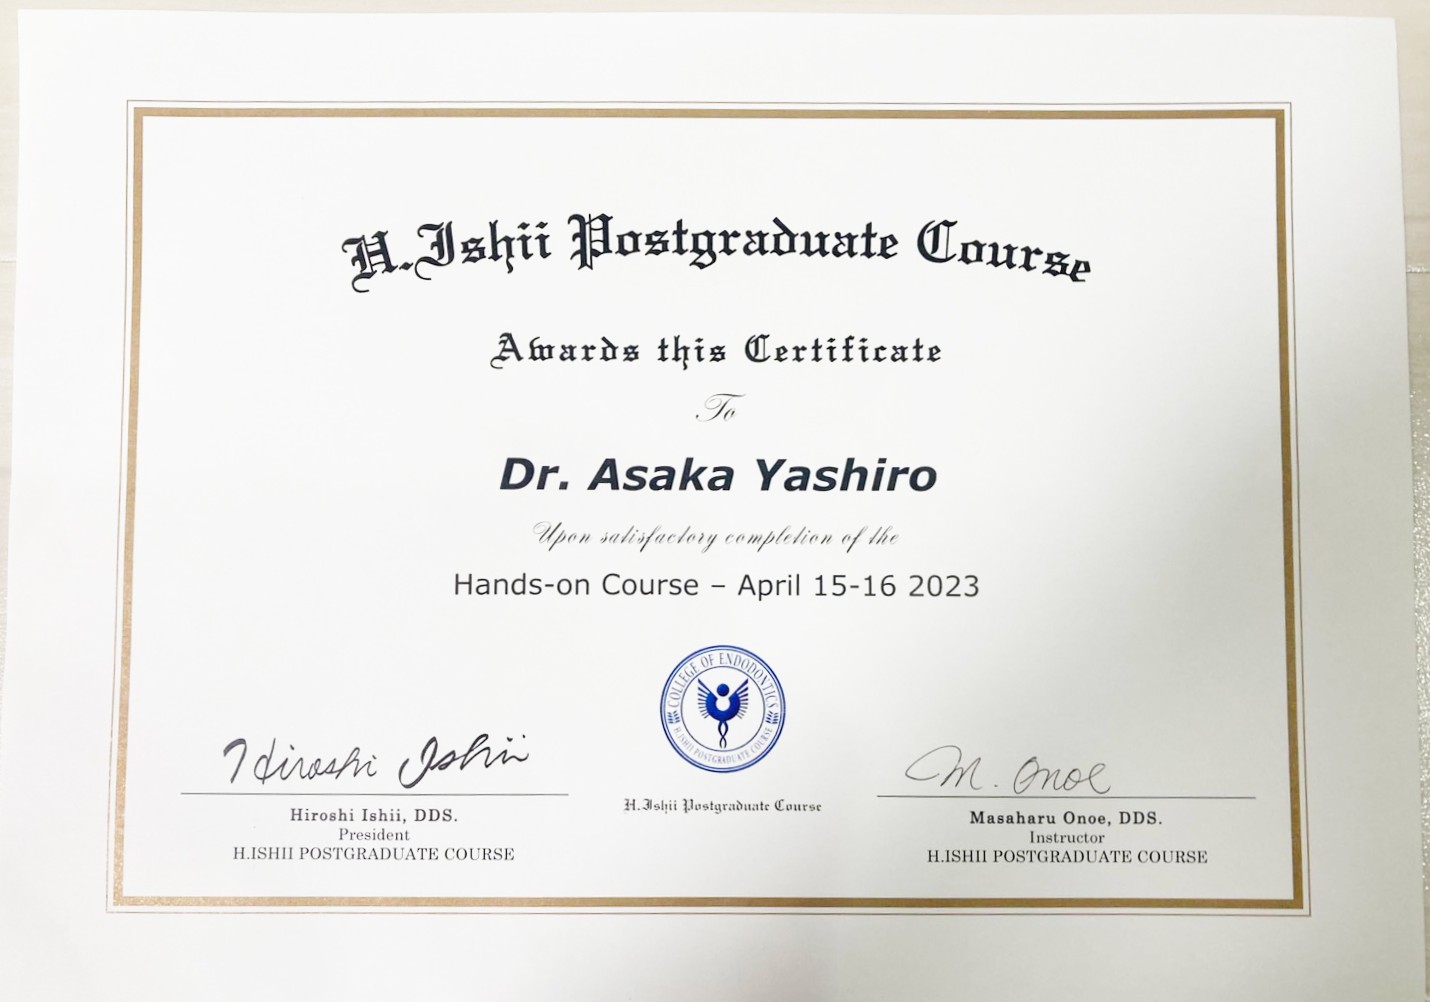 H.Ishii Postgraduate Course
Awards this Certificate
To
Dr. Asaka Yashiro
Upon satisfactory completion of the
Hands-on Course – April 15-16 2023
COLLEGE OF ENDODONTICS
H.ISHII POSTGRADUATE COURSE
H.Ishii Postgraduate Course
Hiroshi Ishii
Hiroshi Ishii, DDS.
President
H.ISHII POSTGRADUATE COURSE
M. Onoe
Masaharu Onoe, DDS.
Instructor
H.ISHII POSTGRADUATE COURSE